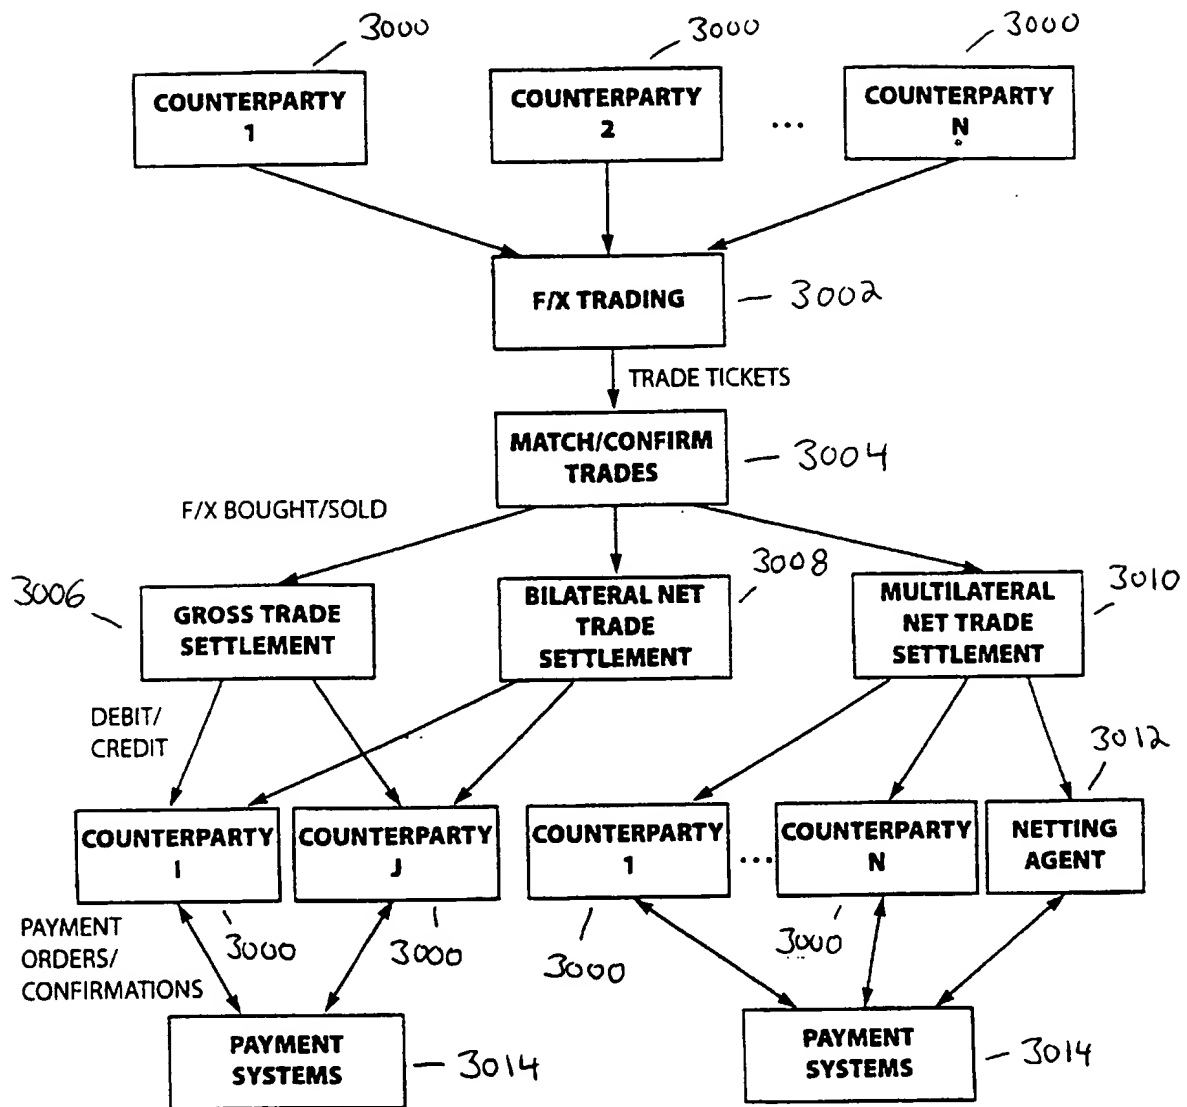 3000 3000 3000
COUNTERPARTY
1
COUNTERPARTY
2
...
COUNTERPARTY
N
F/X TRADING
3002
TRADE TICKETS
MATCH/CONFIRM
TRADES
3004
F/X BOUGHT/SOLD
3006
GROSS TRADE
SETTLEMENT
3008
BILATERAL NET
TRADE
SETTLEMENT
3010
MULTILATERAL
NET TRADE
SETTLEMENT
DEBIT/
CREDIT
3012
COUNTERPARTY
I
COUNTERPARTY
J
COUNTERPARTY
1
...
COUNTERPARTY
N
NETTING
AGENT
PAYMENT
ORDERS/
CONFIRMATIONS
3000 3000 3000 3000
PAYMENT
SYSTEMS
3014
PAYMENT
SYSTEMS
3014